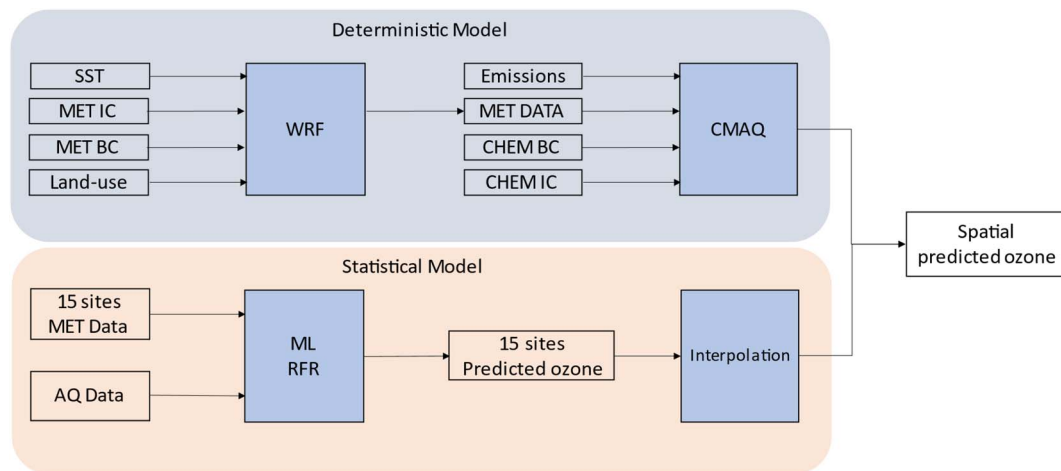 Deterministic Model
SST
MET IC
MET BC
Land-use
WRF
Emissions
MET DATA
CHEM BC
CHEM IC
CMAQ
Statistical Model
15 sites
MET Data
AQ Data
ML
RFR
15 sites
Predicted ozone
Interpolation
Spatial
predicted ozone